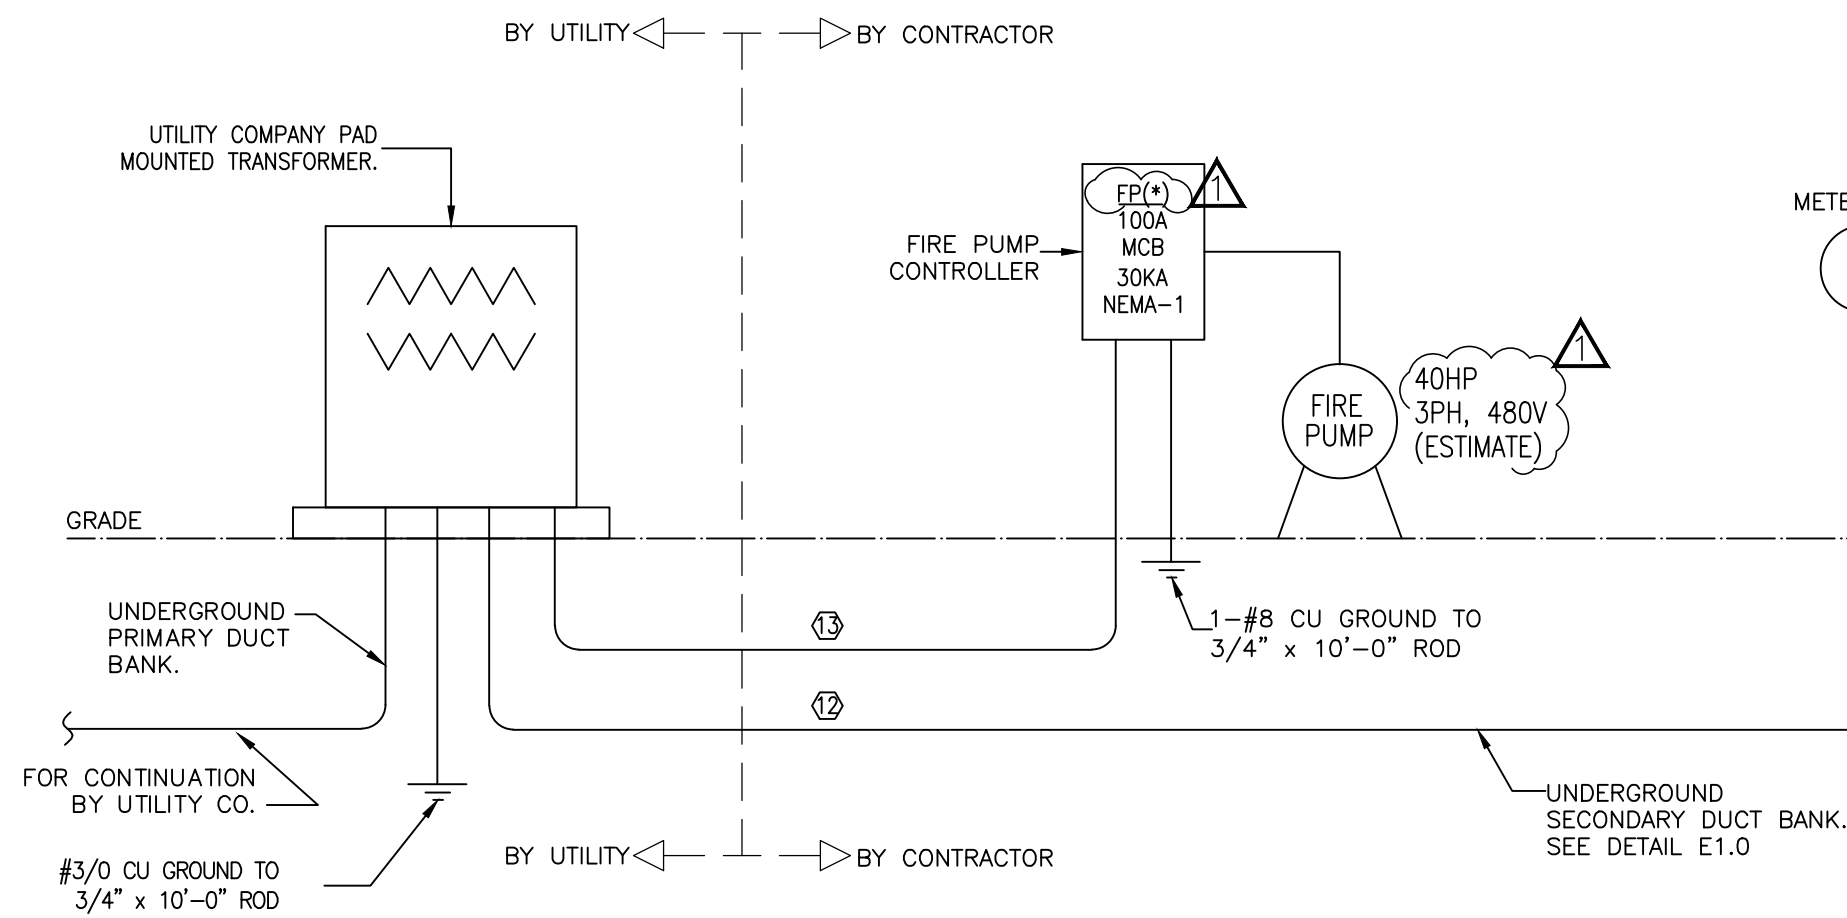 BY UTILITY
BY CONTRACTOR
UTILITY COMPANY PAD
MOUNTED TRANSFORMER.
FP(*)
100A
MCB
30KA
NEMA-1
1
FIRE PUMP
CONTROLLER
METE
FIRE
PUMP
40HP
3PH, 480V
(ESTIMATE)
1
GRADE
UNDERGROUND
PRIMARY DUCT
BANK.
13
1-#8 CU GROUND TO
3/4" x 10'-0" ROD
12
FOR CONTINUATION
BY UTILITY CO.
UNDERGROUND
SECONDARY DUCT BANK.
SEE DETAIL E1.0
BY UTILITY
BY CONTRACTOR
#3/0 CU GROUND TO
3/4" x 10'-0" ROD